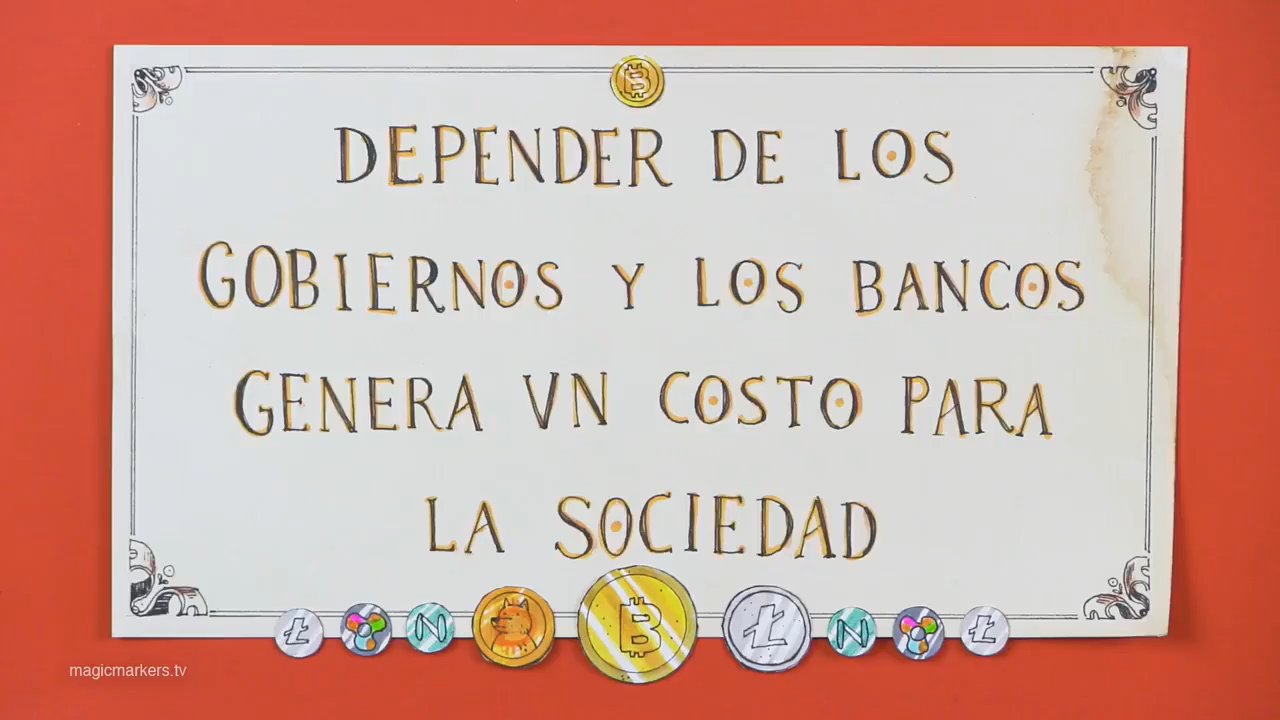 DEPENDER DE LOS
GOBIERNOS Y LOS BANCOS
GENERA VN COSTO PARA
LA SOCIEDAD
magicmarkers.tv